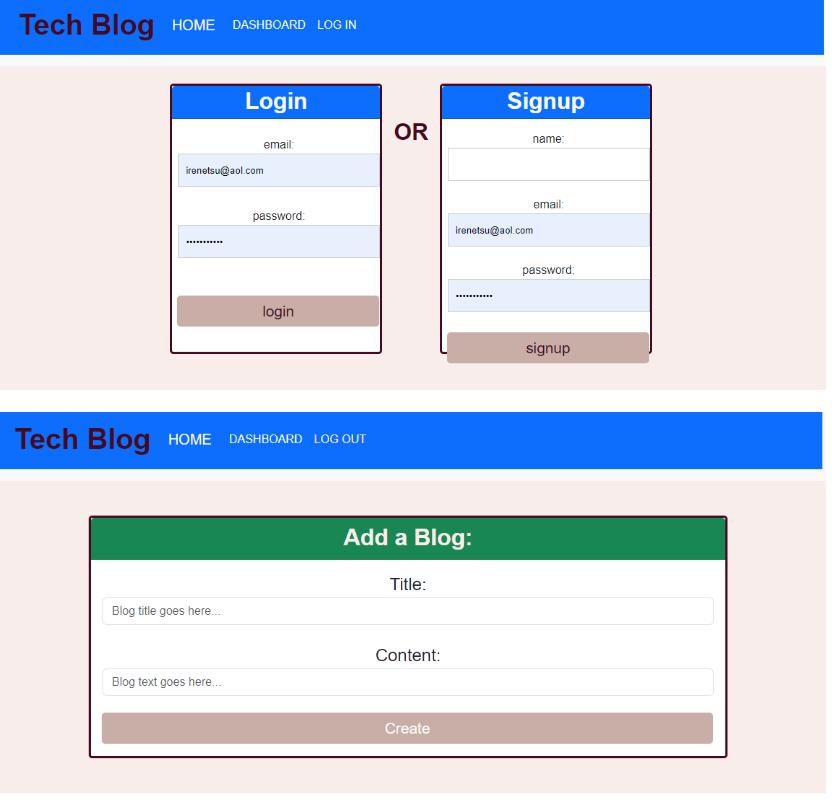 Tech Blog HOME DASHBOARD LOG IN
Login
email:
irenetsu@aol.com
password:
•••••••••••
login
OR
Signup
name:
email:
irenetsu@aol.com
password:
•••••••••••
signup
Tech Blog HOME DASHBOARD LOG OUT
Add a Blog:
Title:
Blog title goes here...
Content:
Blog text goes here...
Create